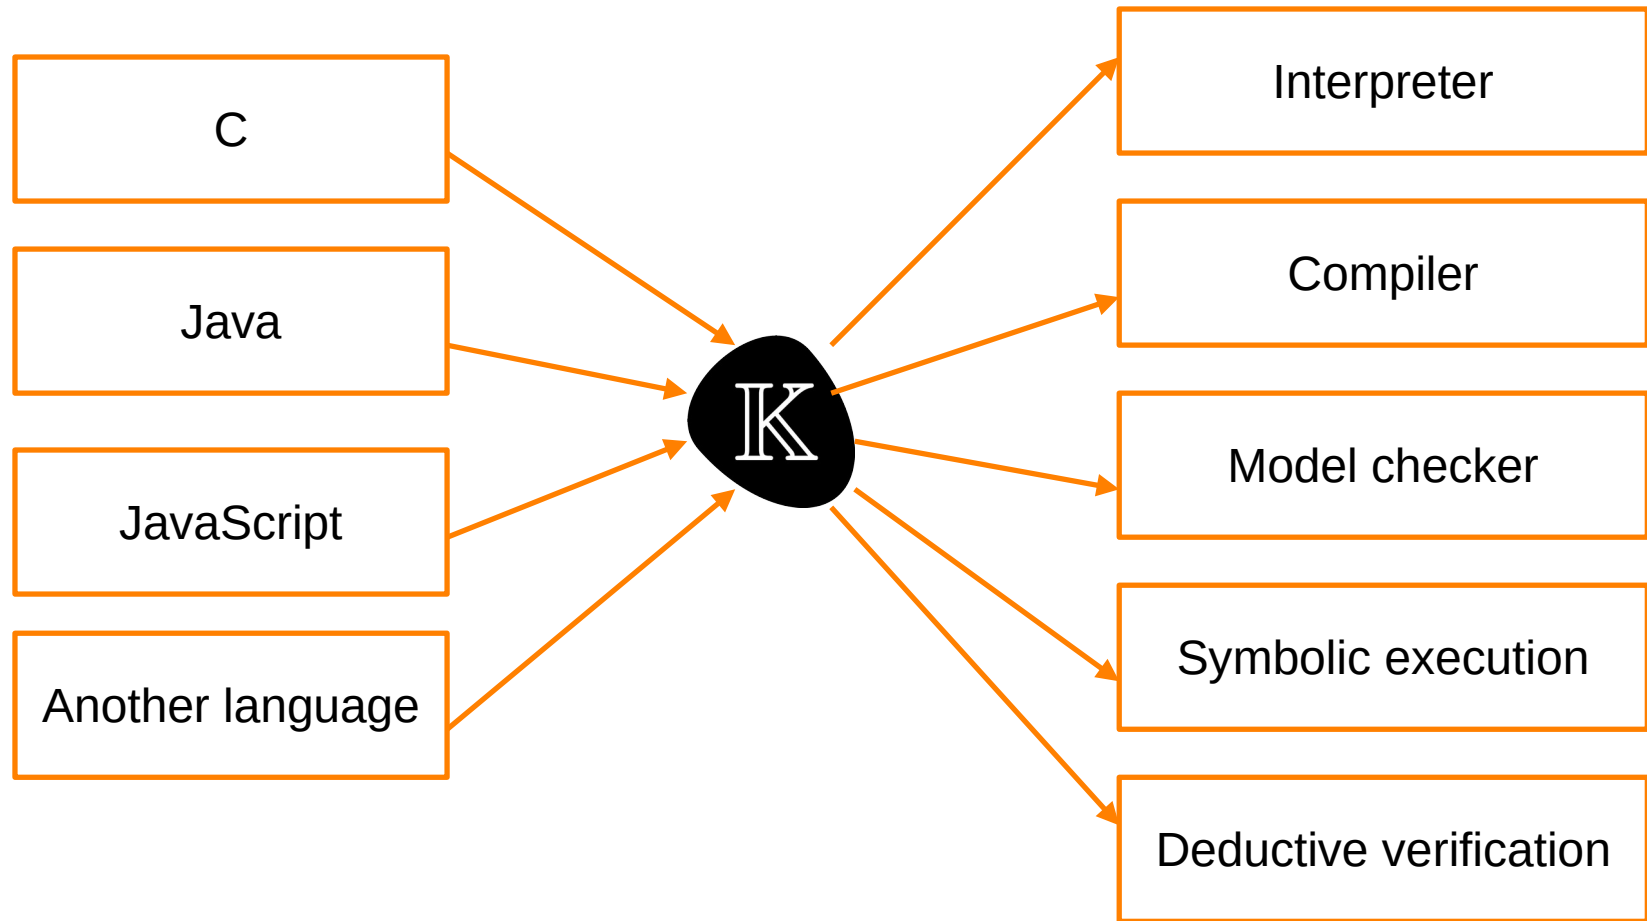 C
Java
JavaScript
Another language
𝕂
Interpreter
Compiler
Model checker
Symbolic execution
Deductive verification